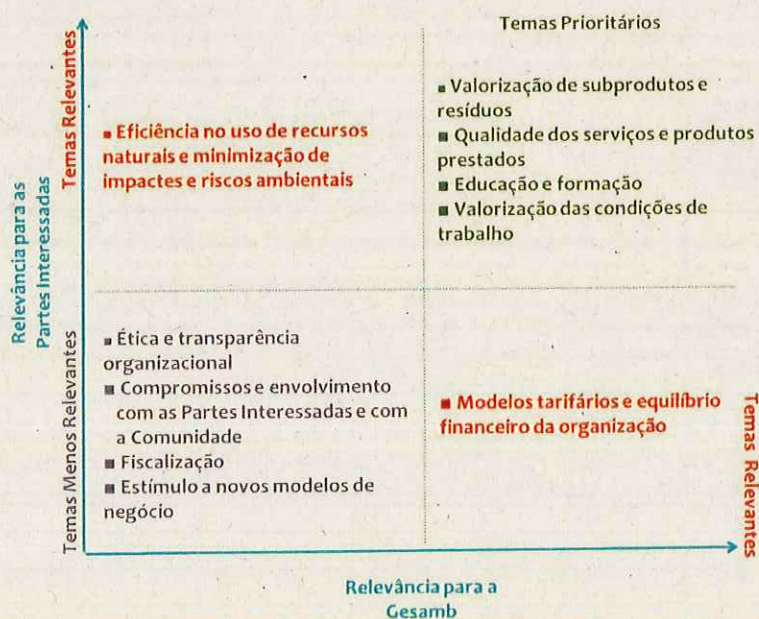 Temas Prioritários
■ Valorização de subprodutos e
resíduos
■ Qualidade dos serviços e produtos
prestados
■ Educação e formação
■ Valorização das condições de
trabalho
Temas Relevantes
■ Eficiência no uso de recursos
naturais e minimização de
impactes e riscos ambientais
Relevância para as
Partes Interessadas
Temas Menos Relevantes
■ Ética e transparência
organizacional
■ Compromissos e envolvimento
com as Partes Interessadas e com
a Comunidade
■ Fiscalização
■ Estímulo a novos modelos de
negócio
■ Modelos tarifários e equilíbrio
financeiro da organização
Temas Relevantes
Relevância para a
Gesamb